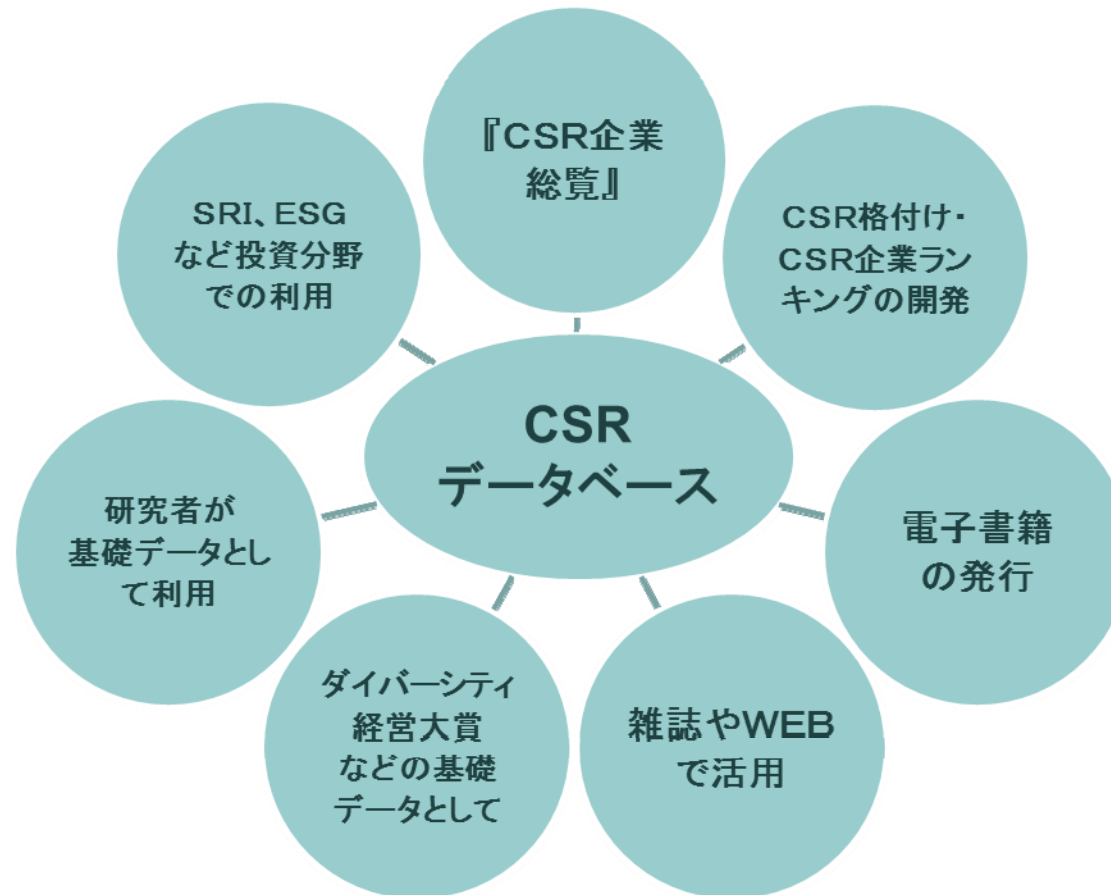 『CSR企業
総覧』
CSR格付け・
CSR企業ラン
キングの開発
電子書籍
の発行
雑誌やWEB
で活用
ダイバーシティ
経営大賞
などの基礎
データとして
研究者が
基礎データとし
て利用
SRI、ESG
など投資分野
での利用
CSR
データベース